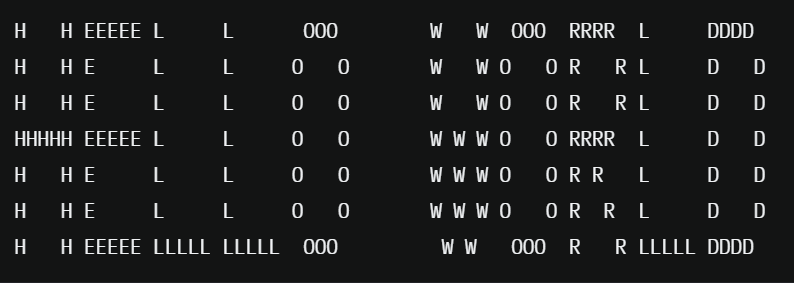 H   H EEEEE L     L      OOO        W   W  OOO  RRRR  L     DDDD
H   H E     L     L     O   O       W   W O   O R   R L     D   D
H   H E     L     L     O   O       W   W O   O R   R L     D   D
HHHHH EEEEE L     L     O   O       W W W O   O RRRR  L     D   D
H   H E     L     L     O   O       W W W O   O R R   L     D   D
H   H E     L     L     O   O       W W W O   O R  R  L     D   D
H   H EEEEE LLLLL LLLLL  OOO         W W   OOO  R   R LLLLL DDDD